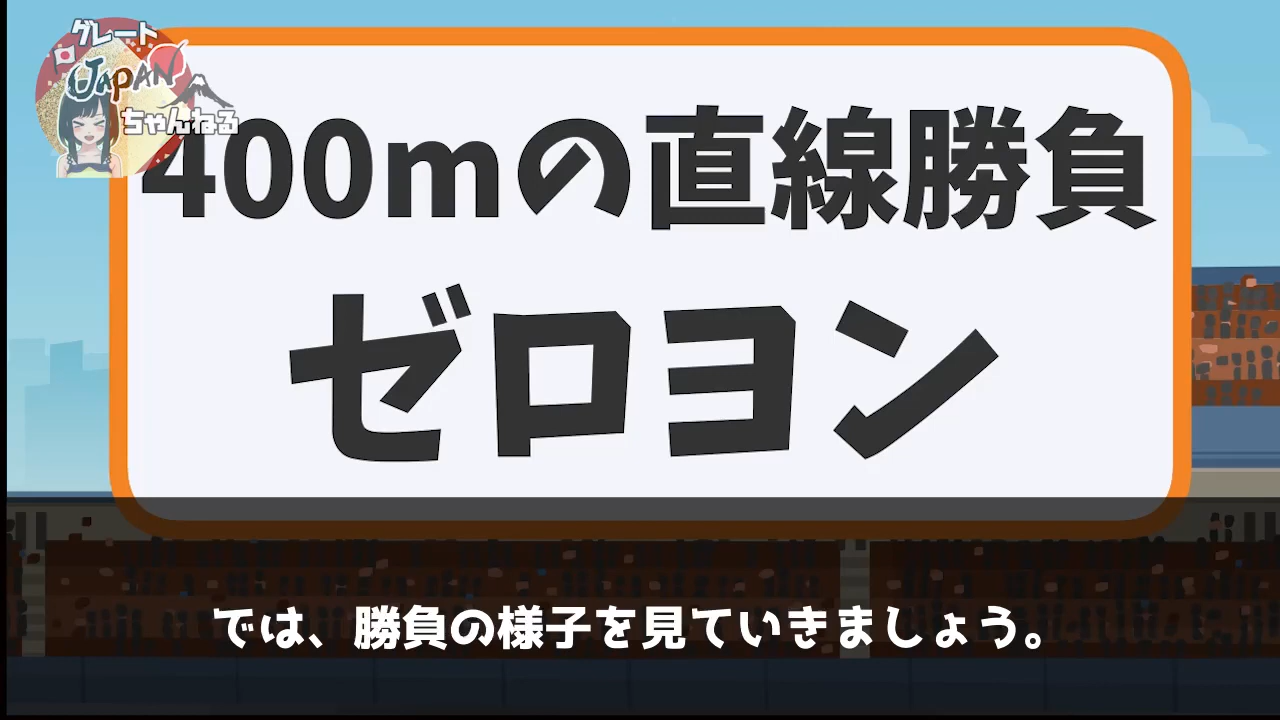 グレート
JAPAN
ちゃんねる
400mの直線勝負
ゼロヨン
では、勝負の様子を見ていきましょう。